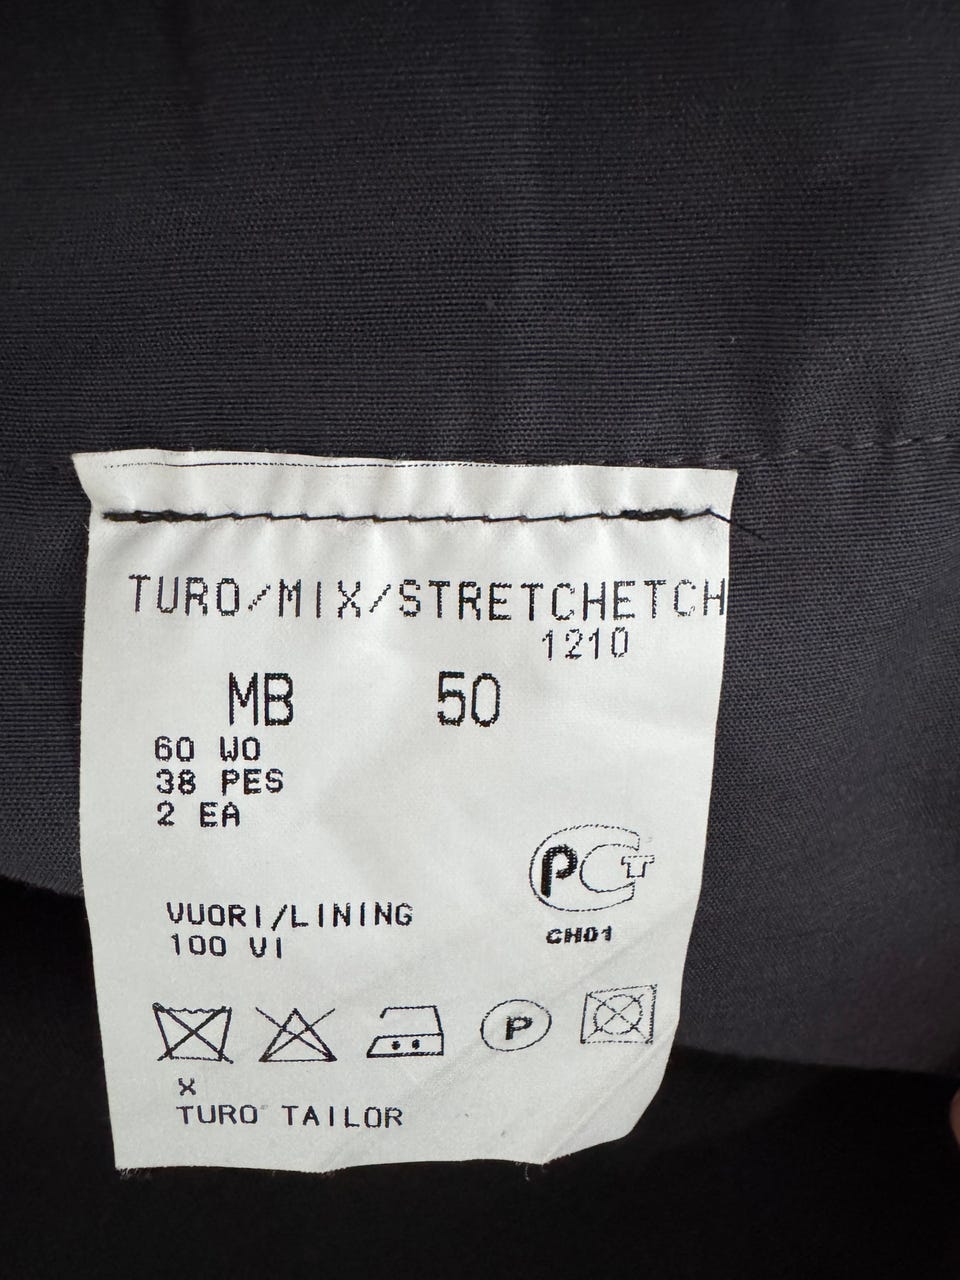 TURO/MIX/STRETCHETCH
1210
MB 50
60 WO
38 PES
2 EA
PCT
CH01
VUORI/LINING
100 VI
P
X
TURO TAILOR